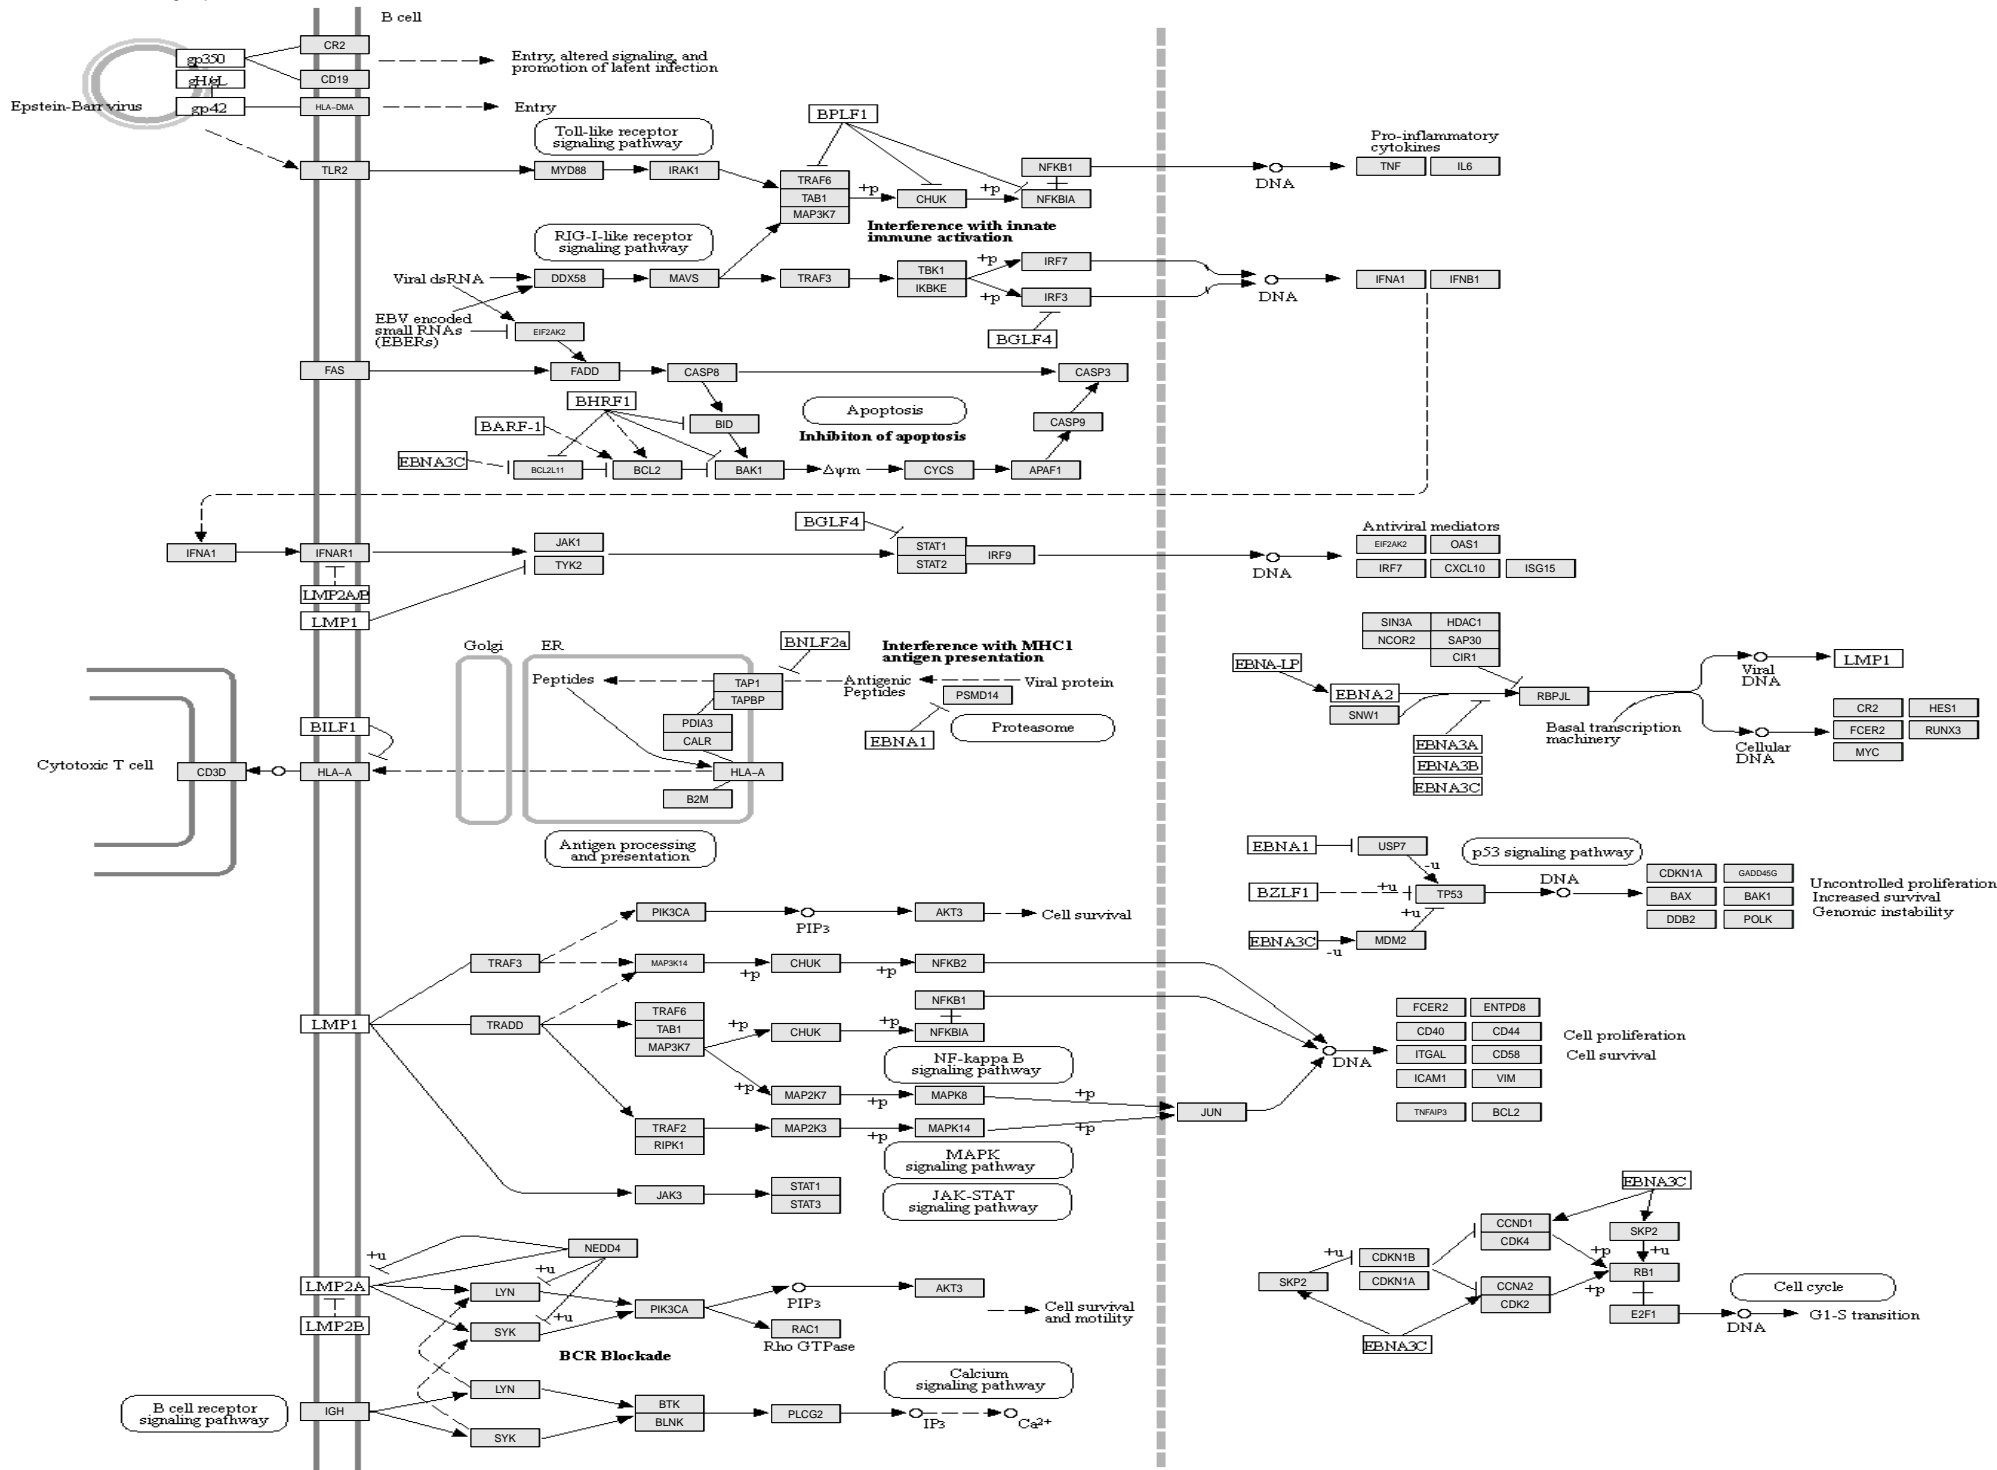 B cell
CR2
gp350
Entry, altered signaling, and
promotion of latent infection
gH/gL
CD19
Epstein-Barr virus
gp42
HLA-DMA
Entry
BPLF1
Toll-like receptor
signaling pathway
Pro-inflammatory
cytokines
TLR2
MYD88
IRAK1
TRAF6
TAB1
MAP3K7
+p
CHUK
+p
NFKB1
NFKBIA
DNA
TNF
IL6
Interference with innate
immune activation
RIG-I-like receptor
signaling pathway
Viral dsRNA
DDX58
MAVS
TRAF3
TBK1
IKBKE
+p
+p
IRF7
IRF3
DNA
IFNA1
IFNB1
EBV encoded
small RNAs
(EBERs)
EIF2AK2
BGLF4
FAS
FADD
CASP8
CASP3
BHRF1
BARF-1
BID
Apoptosis
CASP9
Inhibiton of apoptosis
EBNA3C
BCL2L11
BCL2
BAK1
Δψm
CYCS
APAF1
BGLF4
Antiviral mediators
IFNA1
IFNAR1
JAK1
TYK2
STAT1
STAT2
IRF9
DNA
EIF2AK2
OAS1
IRF7
CXCL10
ISG15
LMP2A/B
LMP1
Golgi
ER
BNLF2a
Interference with MHC1
antigen presentation
SIN3A
HDAC1
NCOR2
SAP30
CIR1
Peptides
TAP1
TAPBP
Antigenic
Peptides
Viral protein
PSMD14
EBNA-LP
EBNA2
SNW1
RBPJL
Viral
DNA
LMP1
PDIA3
CALR
EBNA1
Proteasome
BILF1
Basal transcription
machinery
EBNA3A
EBNA3B
EBNA3C
Cellular
DNA
CR2
HES1
FCER2
RUNX3
MYC
Cytotoxic T cell
CD3D
HLA-A
HLA-A
B2M
Antigen processing
and presentation
EBNA1
USP7
-u
p53 signaling pathway
BZLF1
+u
TP53
DNA
+u
EBNA3C
-u
MDM2
CDKN1A
GADD45G
BAX
BAK1
DDB2
POLK
Uncontrolled proliferation
Increased survival
Genomic instability
PIK3CA
PIP3
AKT3
Cell survival
TRAF3
MAP3K14
+p
CHUK
+p
NFKB2
LMP1
TRADD
TRAF6
TAB1
MAP3K7
+p
CHUK
+p
NFKB1
NFKBIA
NF-kappa B
signaling pathway
+p
MAP2K7
+p
MAPK8
+p
JUN
TRAF2
RIPK1
MAP2K3
+p
MAPK14
+p
MAPK
signaling pathway
DNA
FCER2
ENTPD8
CD40
CD44
ITGAL
CD58
ICAM1
VIM
TNFAIP3
BCL2
Cell proliferation
Cell survival
JAK3
STAT1
STAT3
JAK-STAT
signaling pathway
EBNA3C
CCND1
CDK4
SKP2
+p
+u
+u
SKP2
CDKN1B
CDKN1A
CCNA2
CDK2
+p
RB1
E2F1
Cell cycle
DNA
G1-S transition
EBNA3C
NEDD4
+u
+u
+u
LMP2A
LYN
PIK3CA
PIP3
AKT3
LMP2B
SYK
RAC1
Rho GTPase
Cell survival
and motility
BCR Blockade
Calcium
signaling pathway
B cell receptor
signaling pathway
IGH
LYN
SYK
BTK
BLNK
PLCG2
IP3
Ca2+